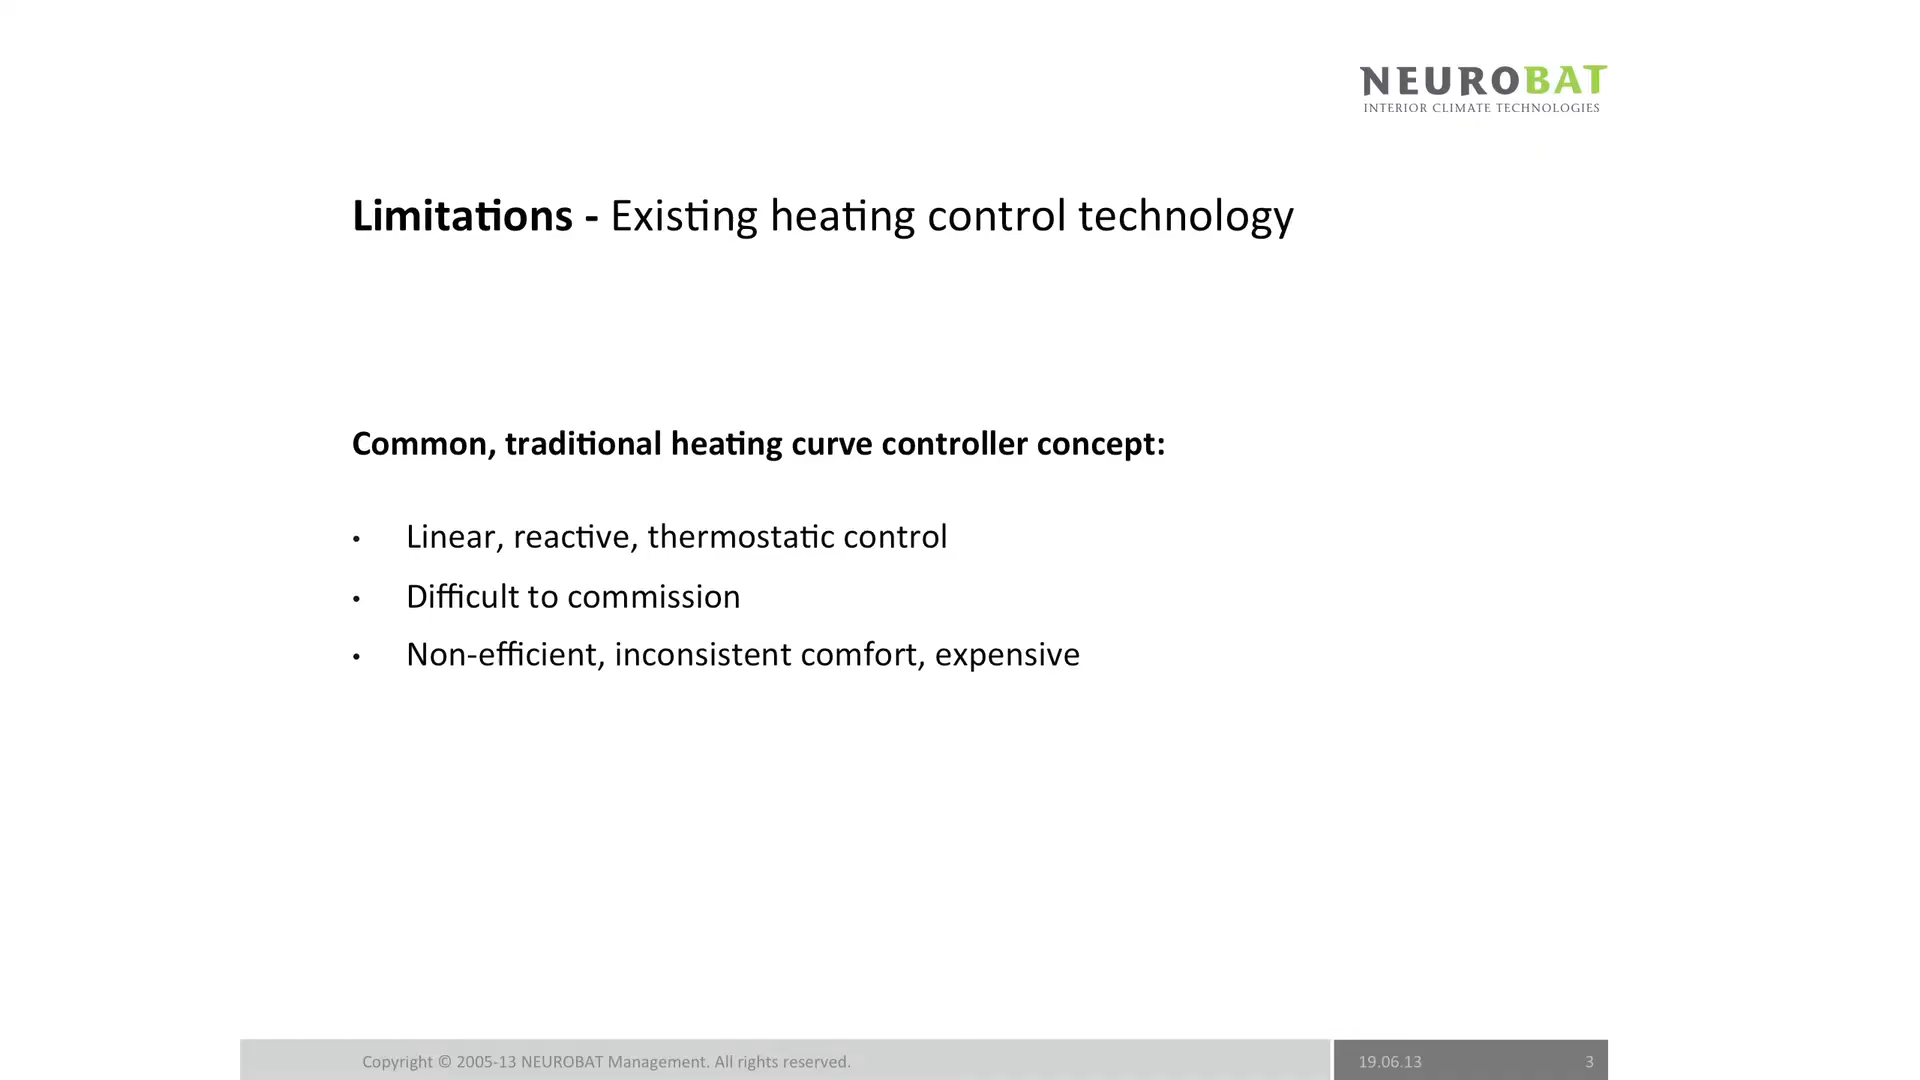 NEUROBAT
INTERIOR CLIMATE TECHNOLOGIES
Limitations - Existing heating control technology
Common, traditional heating curve controller concept:
• Linear, reactive, thermostatic control
• Difficult to commission
• Non-efficient, inconsistent comfort, expensive
Copyright © 2005-13 NEUROBAT Management. All rights reserved. 19.06.13 3